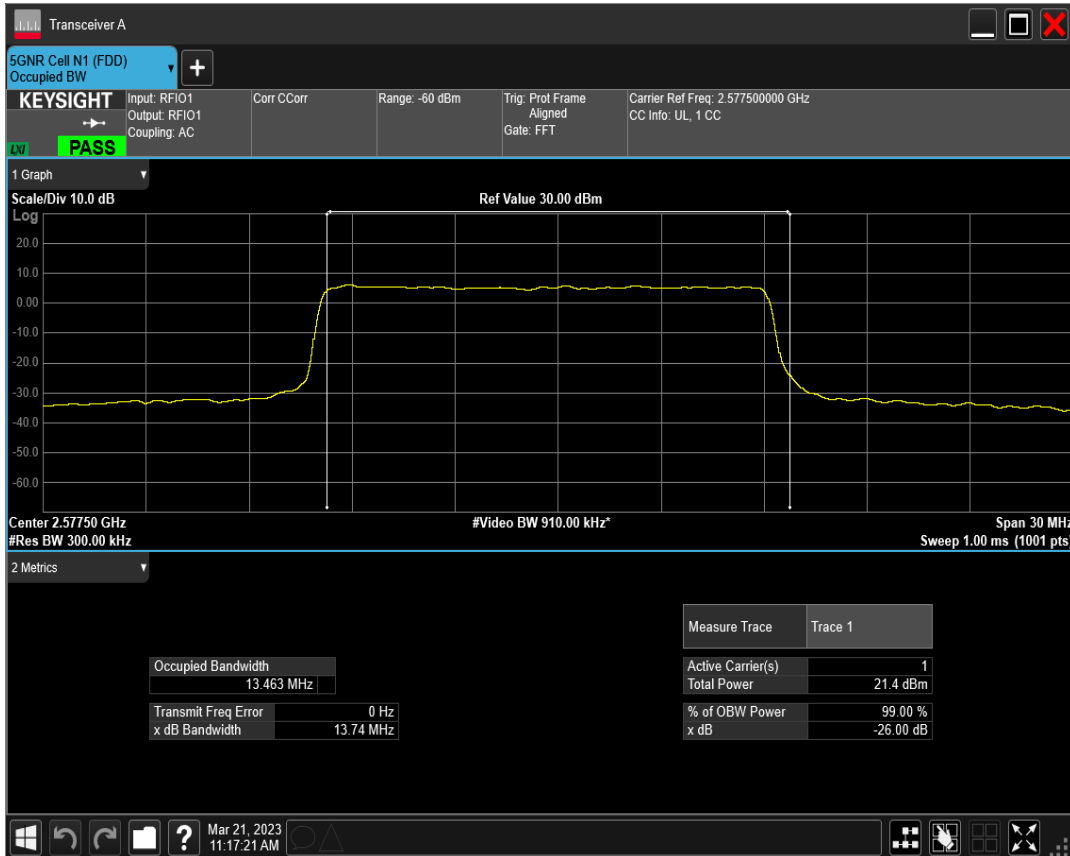 Transceiver A
5GNR Cell N1 (FDD)
Occupied BW
+
KEYSIGHT
LXI
PASS
Input: RFIO1
Output: RFIO1
Coupling: AC
Corr CCorr
Range: -60 dBm
Trig: Prot Frame
Aligned
Gate: FFT
Carrier Ref Freq: 2.577500000 GHz
CC Info: UL, 1 CC
1 Graph
Scale/Div 10.0 dB
Ref Value 30.00 dBm
Log
20.0
10.0
0.00
-10.0
-20.0
-30.0
-40.0
-50.0
-60.0
Center 2.57750 GHz
#Video BW 910.00 kHz*
Span 30 MHz
#Res BW 300.00 kHz
Sweep 1.00 ms (1001 pts)
2 Metrics
Measure Trace Trace 1
Occupied Bandwidth
13.463 MHz
Active Carrier(s) 1
Total Power 21.4 dBm
Transmit Freq Error 0 Hz
x dB Bandwidth 13.74 MHz
% of OBW Power 99.00 %
x dB -26.00 dB
?
Mar 21, 2023
11:17:21 AM